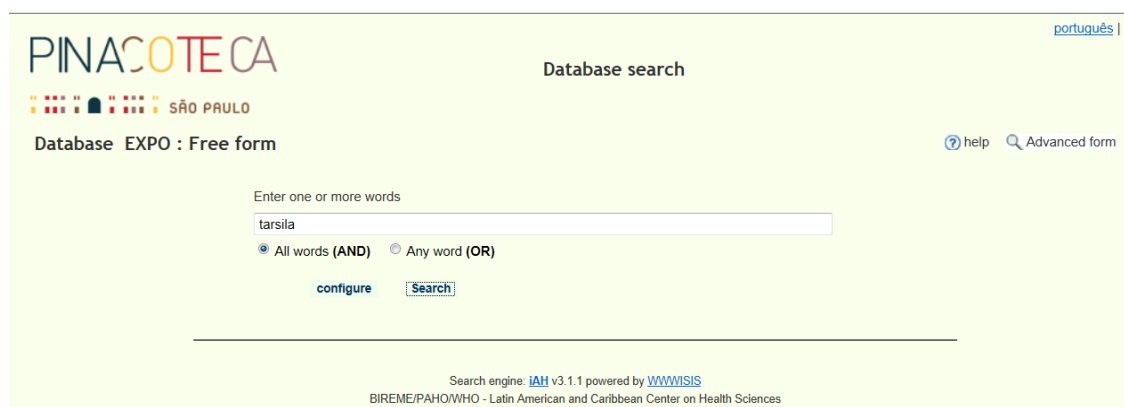 português |
PINACOTECA
Database search
SÃO PAULO
Database EXPO : Free form
? help Advanced form
Enter one or more words
tarsila
All words (AND) Any word (OR)
configure Search
Search engine: iAH v3.1.1 powered by WWWISIS
BIREME/PAHO/WHO - Latin American and Caribbean Center on Health Sciences